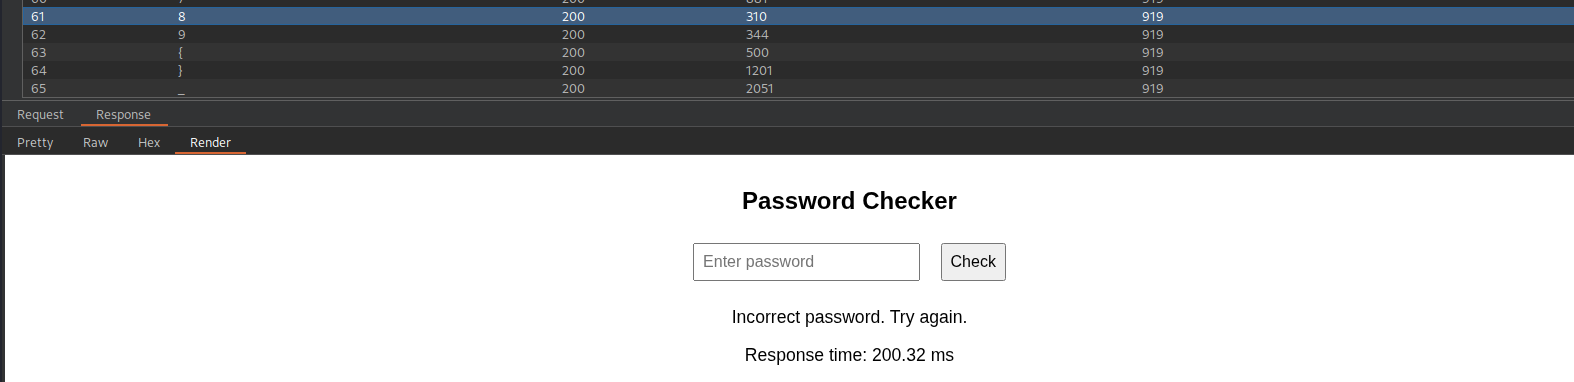 61 8 200 310 919
62 9 200 344 919
63 { 200 500 919
64 } 200 1201 919
65 _ 200 2051 919
Request Response
Pretty Raw Hex Render
Password Checker
Enter password Check
Incorrect password. Try again.
Response time: 200.32 ms